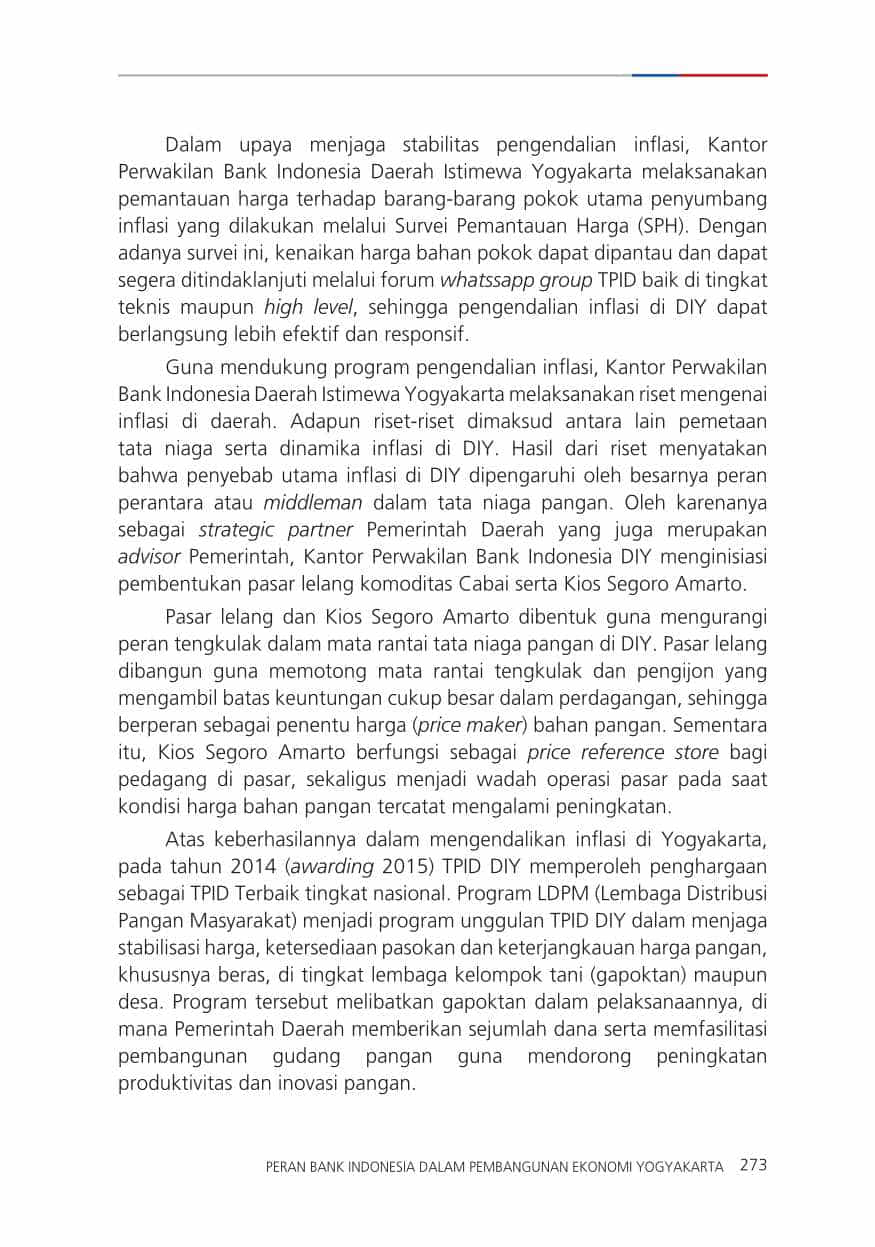 Dalam upaya menjaga stabilitas pengendalian inflasi, Kantor
Perwakilan Bank Indonesia Daerah Istimewa Yogyakarta melaksanakan
pemantauan harga terhadap barang-barang pokok utama penyumbang
inflasi yang dilakukan melalui Survei Pemantauan Harga (SPH). Dengan
adanya survei ini, kenaikan harga bahan pokok dapat dipantau dan dapat
segera ditindaklanjuti melalui forum whatssapp group TPID baik di tingkat
teknis maupun high level, sehingga pengendalian inflasi di DIY dapat
berlangsung lebih efektif dan responsif.
Guna mendukung program pengendalian inflasi, Kantor Perwakilan
Bank Indonesia Daerah Istimewa Yogyakarta melaksanakan riset mengenai
inflasi di daerah. Adapun riset-riset dimaksud antara lain pemetaan
tata niaga serta dinamika inflasi di DIY. Hasil dari riset menyatakan
bahwa penyebab utama inflasi di DIY dipengaruhi oleh besarnya peran
perantara atau middleman dalam tata niaga pangan. Oleh karenanya
sebagai strategic partner Pemerintah Daerah yang juga merupakan
advisor Pemerintah, Kantor Perwakilan Bank Indonesia DIY menginisiasi
pembentukan pasar lelang komoditas Cabai serta Kios Segoro Amarto.
Pasar lelang dan Kios Segoro Amarto dibentuk guna mengurangi
peran tengkulak dalam mata rantai tata niaga pangan di DIY. Pasar lelang
dibangun guna memotong mata rantai tengkulak dan pengijon yang
mengambil batas keuntungan cukup besar dalam perdagangan, sehingga
berperan sebagai penentu harga (price maker) bahan pangan. Sementara
itu, Kios Segoro Amarto berfungsi sebagai price reference store bagi
pedagang di pasar, sekaligus menjadi wadah operasi pasar pada saat
kondisi harga bahan pangan tercatat mengalami peningkatan.
Atas keberhasilannya dalam mengendalikan inflasi di Yogyakarta,
pada tahun 2014 (awarding 2015) TPID DIY memperoleh penghargaan
sebagai TPID Terbaik tingkat nasional. Program LDPM (Lembaga Distribusi
Pangan Masyarakat) menjadi program unggulan TPID DIY dalam menjaga
stabilisasi harga, ketersediaan pasokan dan keterjangkauan harga pangan,
khususnya beras, di tingkat lembaga kelompok tani (gapoktan) maupun
desa. Program tersebut melibatkan gapoktan dalam pelaksanaannya, di
mana Pemerintah Daerah memberikan sejumlah dana serta memfasilitasi
pembangunan gudang pangan guna mendorong peningkatan
produktivitas dan inovasi pangan.
PERAN BANK INDONESIA DALAM PEMBANGUNAN EKONOMI YOGYAKARTA 273